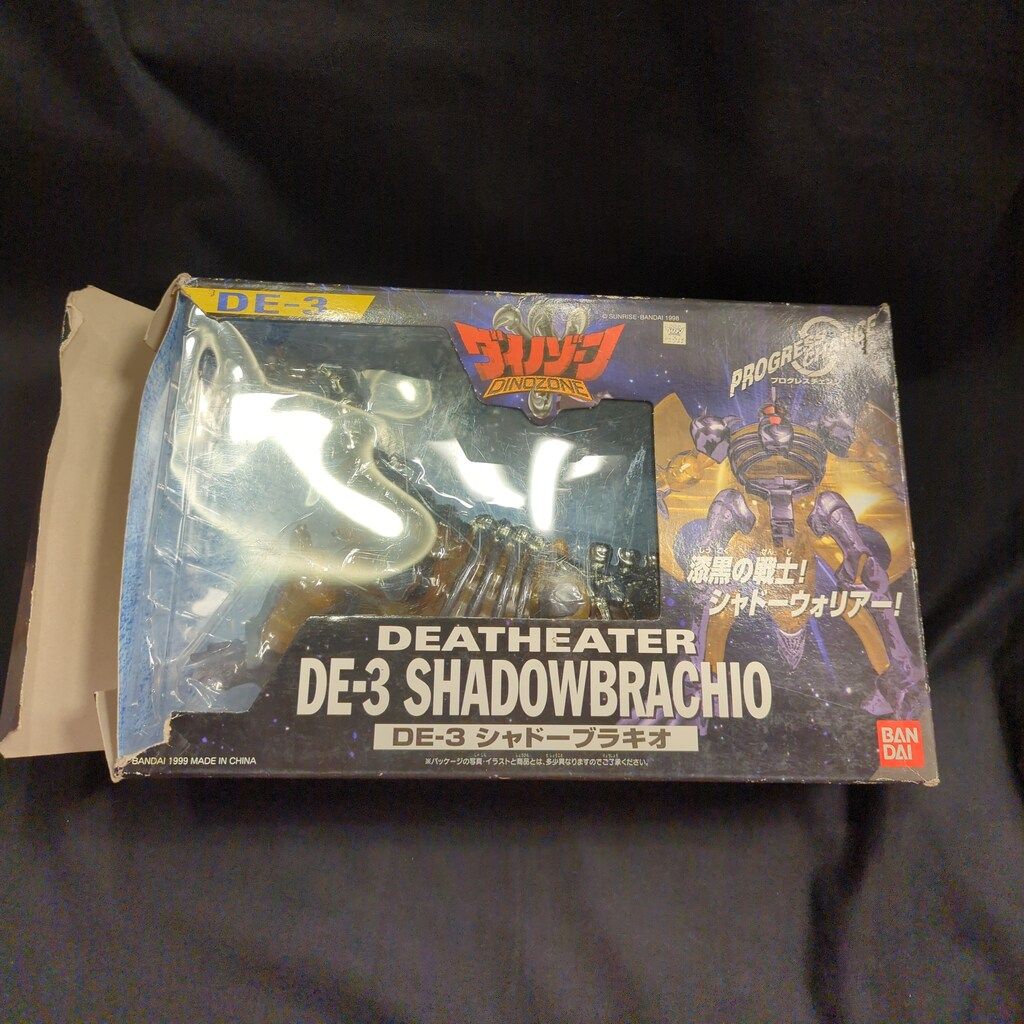 DE-3
© SUNRISE・BANDAI 1998
ダイノゾーン
DINOZONE
プログレスチェンジ
漆黒の戦士!
シャドーウォリアー!
DEATHEATER
DE-3 SHADOWBRACHIO
DE-3 シャドーブラキオ
※パッケージの写真・イラストと商品とは、多少異なりますのでご了承ください。
BANDAI 1999 MADE IN CHINA
BAN
DAI